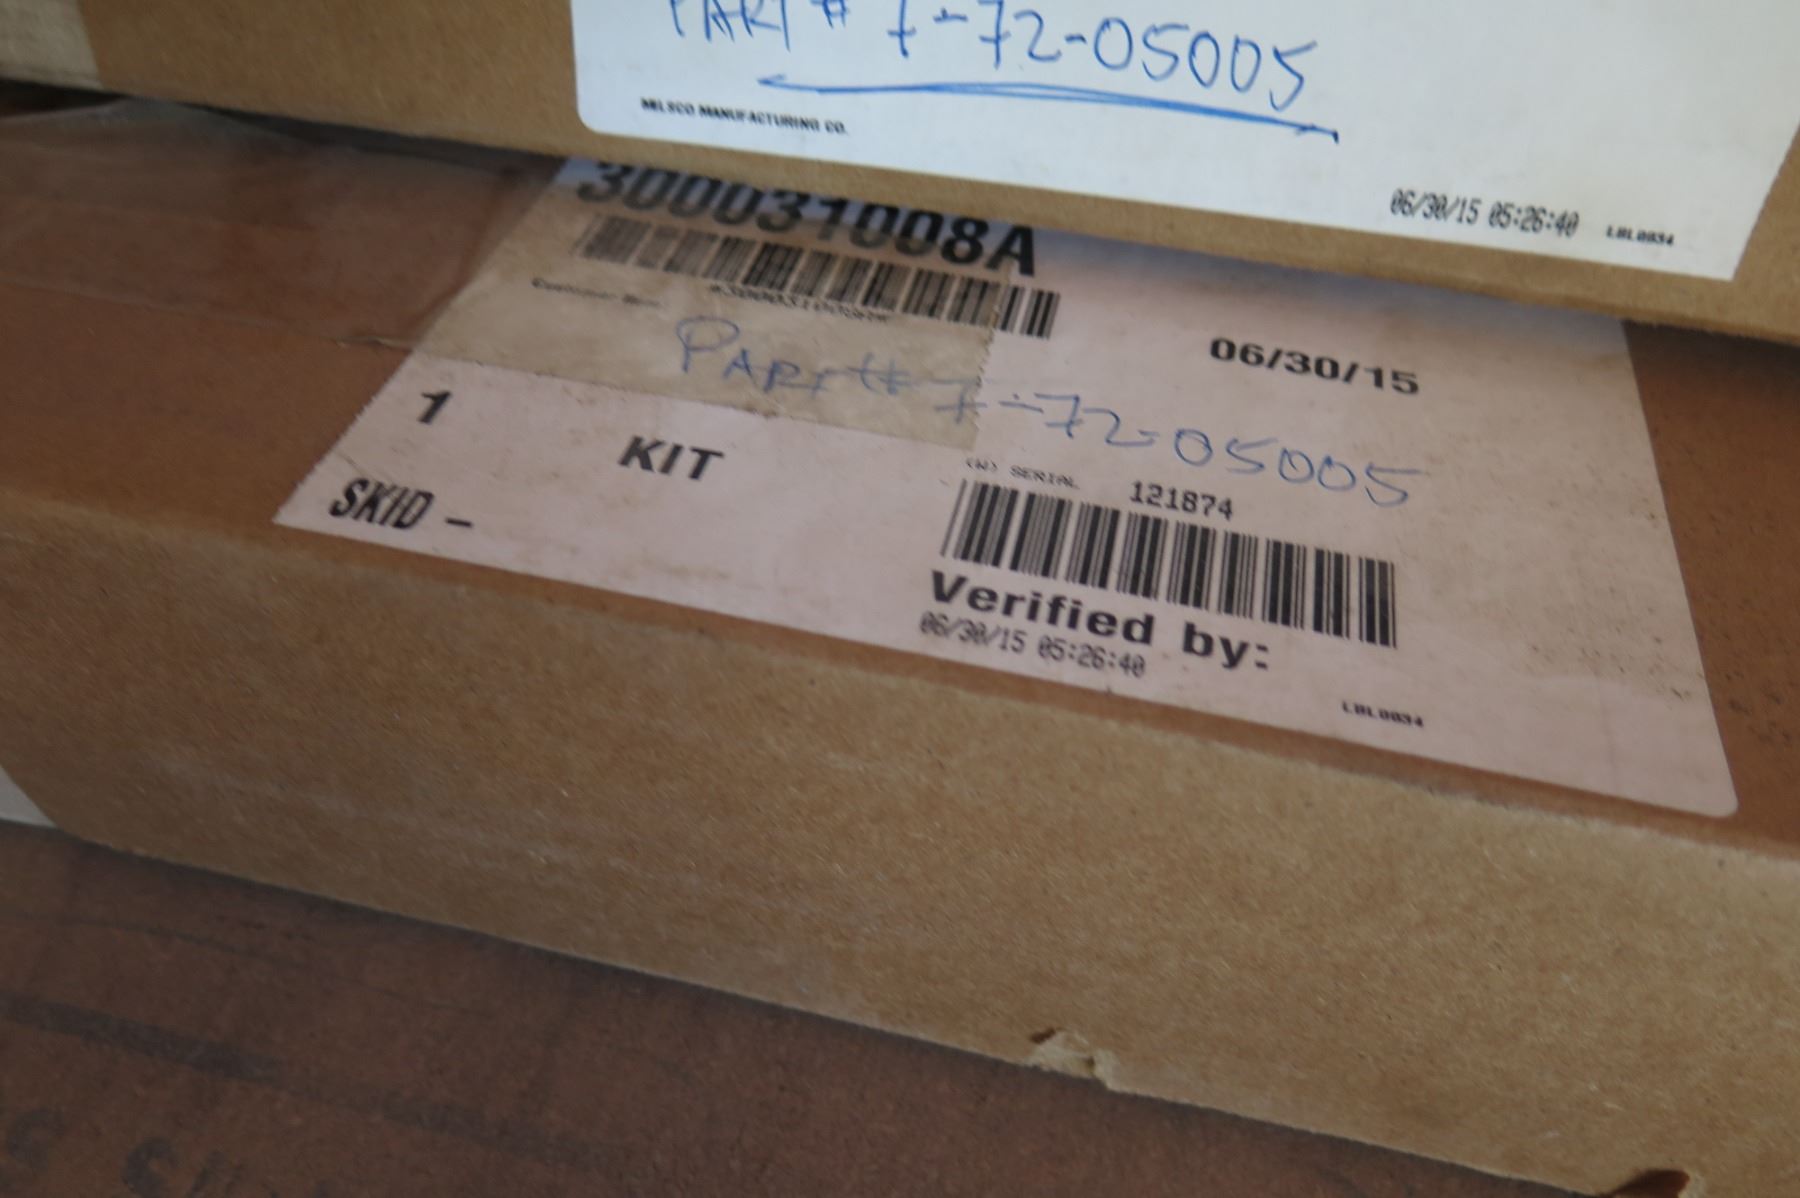 PART # 7-72-05005
MELSCO MANUFACTURING CO.
06/30/15 05:26:40 LBL0034
300031008A
06/30/15
PART # 7-72-05005
1 KIT
(W) SERIAL 121874
SKID -
Verified by:
06/30/15 05:26:40
LBL0034